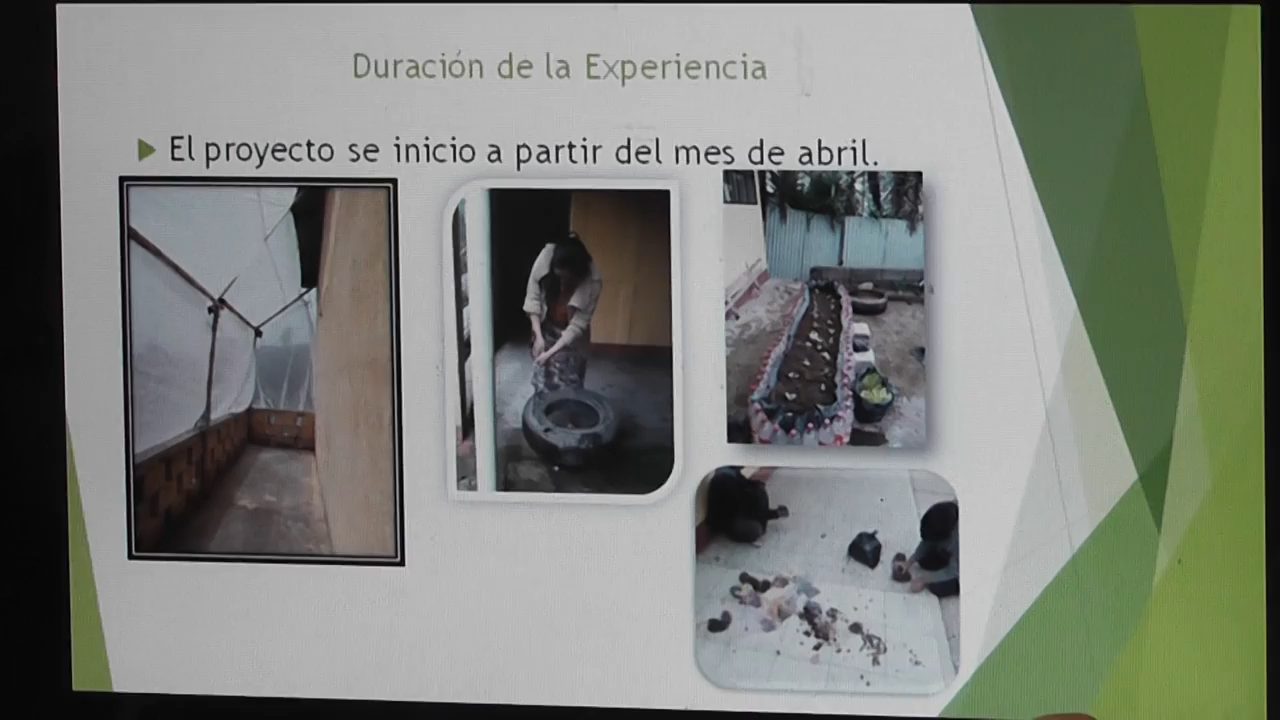 Duración de la Experiencia
El proyecto se inicio a partir del mes de abril.